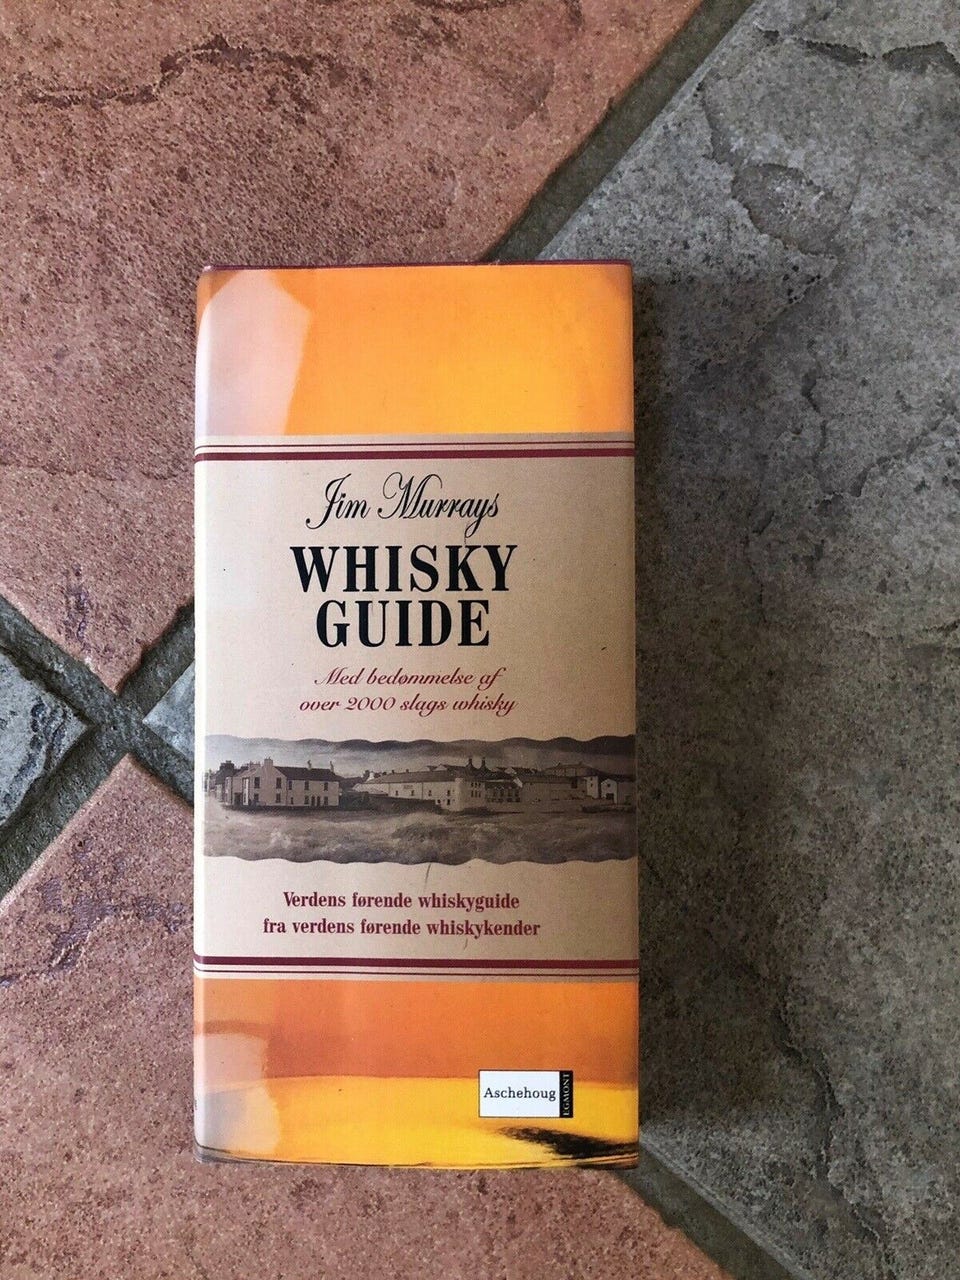 Jim Murrays
WHISKY
GUIDE
Med bedømmelse af
over 2000 slags whisky
Verdens førende whiskyguide
fra verdens førende whiskykender
Aschehoug
EGMONT